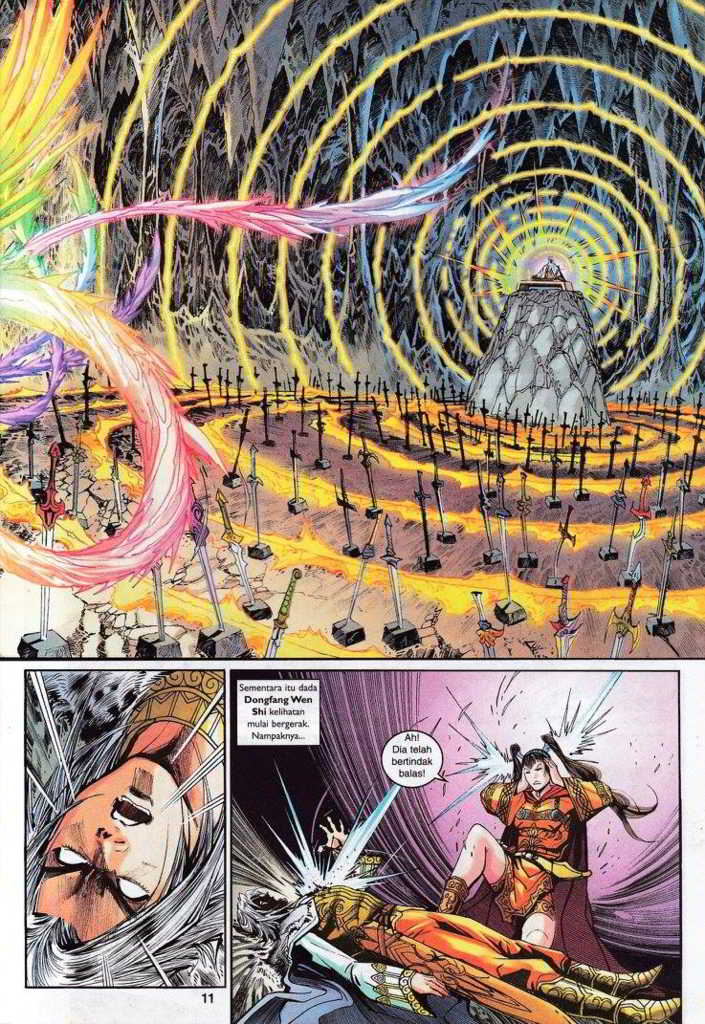 Sementara itu dada
Dongfang Wen
Shi kelihatan
mulai bergerak.
Nampaknya...
Ah!
Dia telah
bertindak
balas!
11